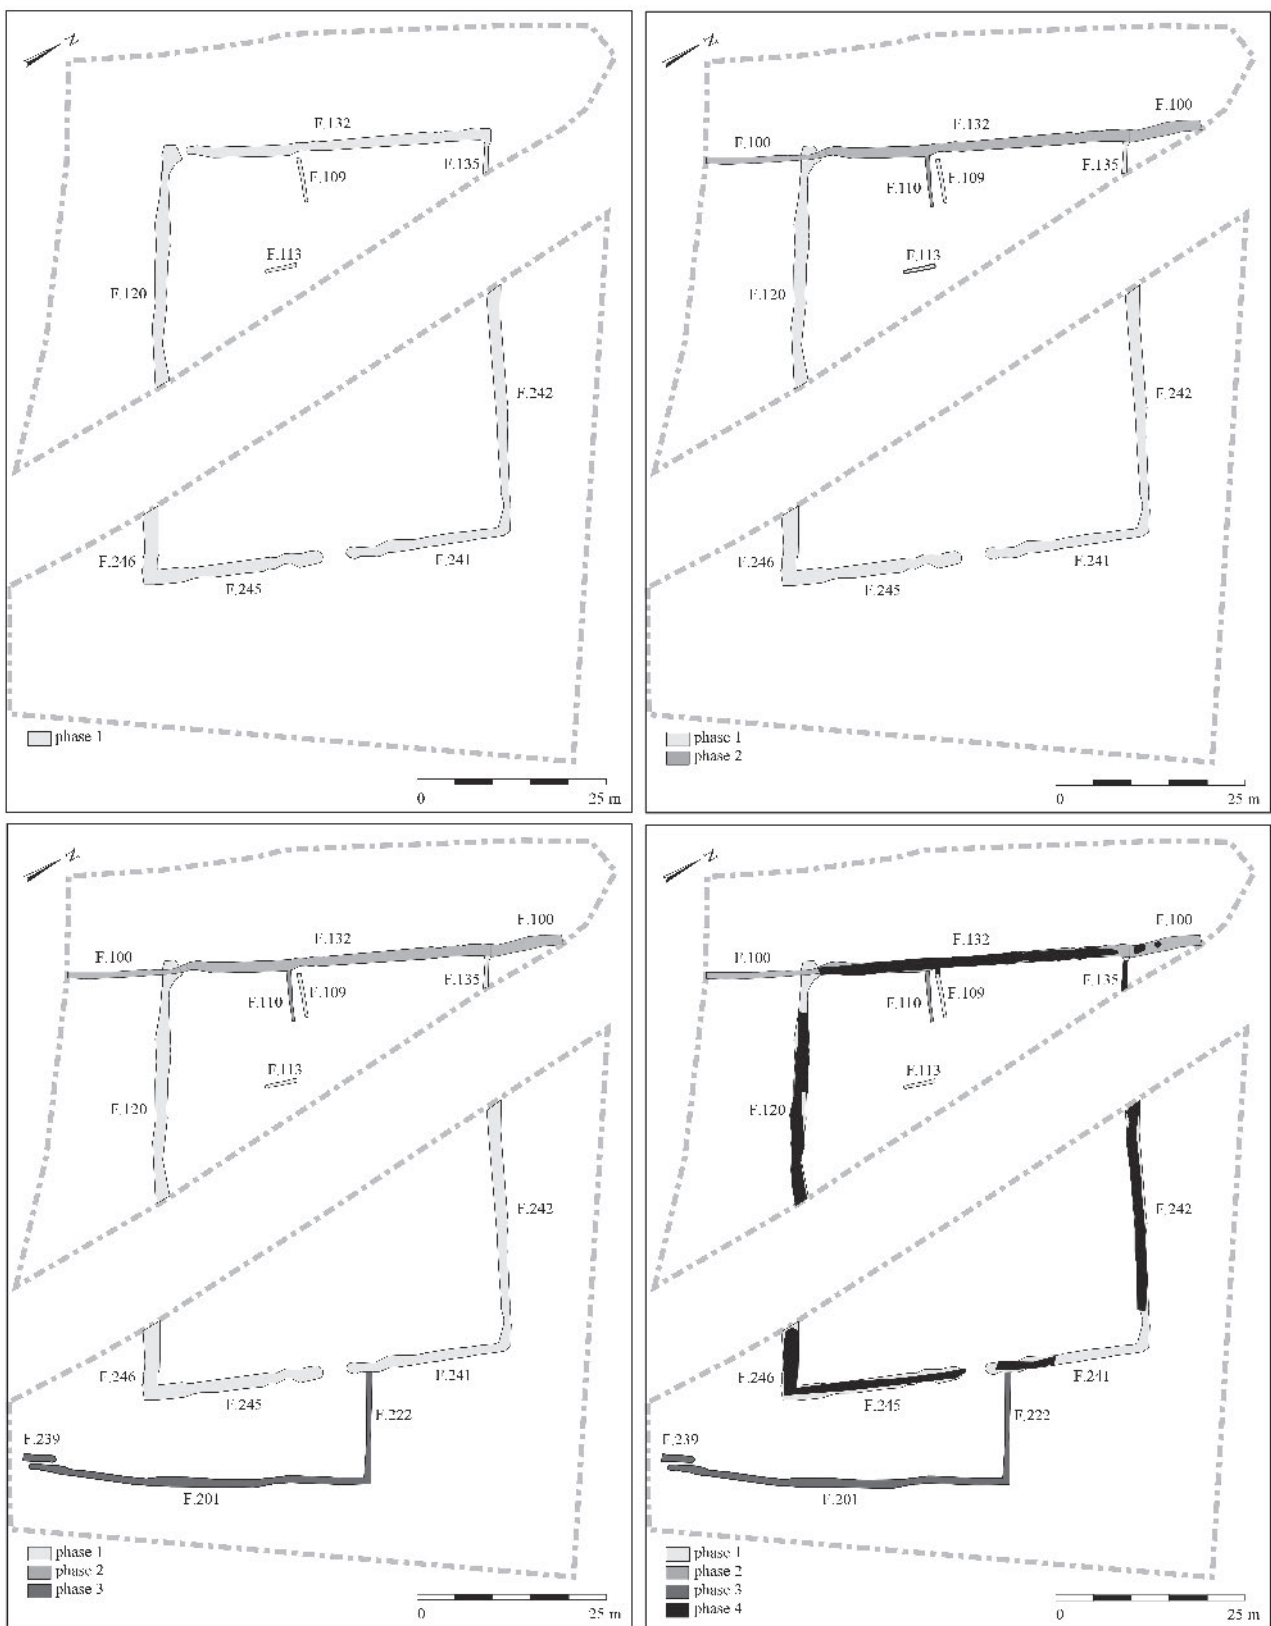 N
F.132
F.135
F.109
F.113
F.120
F.242
F.246
F.241
F.245
phase 1
0 25 m
N
F.100
F.132
F.100
F.135
F.109
F.110
F.113
F.120
F.242
F.246
F.241
F.245
phase 1
phase 2
0 25 m
N
F.100
F.132
F.100
F.135
F.109
F.110
F.113
F.120
F.242
F.246
F.241
F.245
F.222
F.239
F.201
phase 1
phase 2
phase 3
0 25 m
N
F.100
F.132
F.100
F.135
F.109
F.110
F.113
F.120
F.242
F.246
F.241
F.245
F.222
F.239
F.201
phase 1
phase 2
phase 3
phase 4
0 25 m